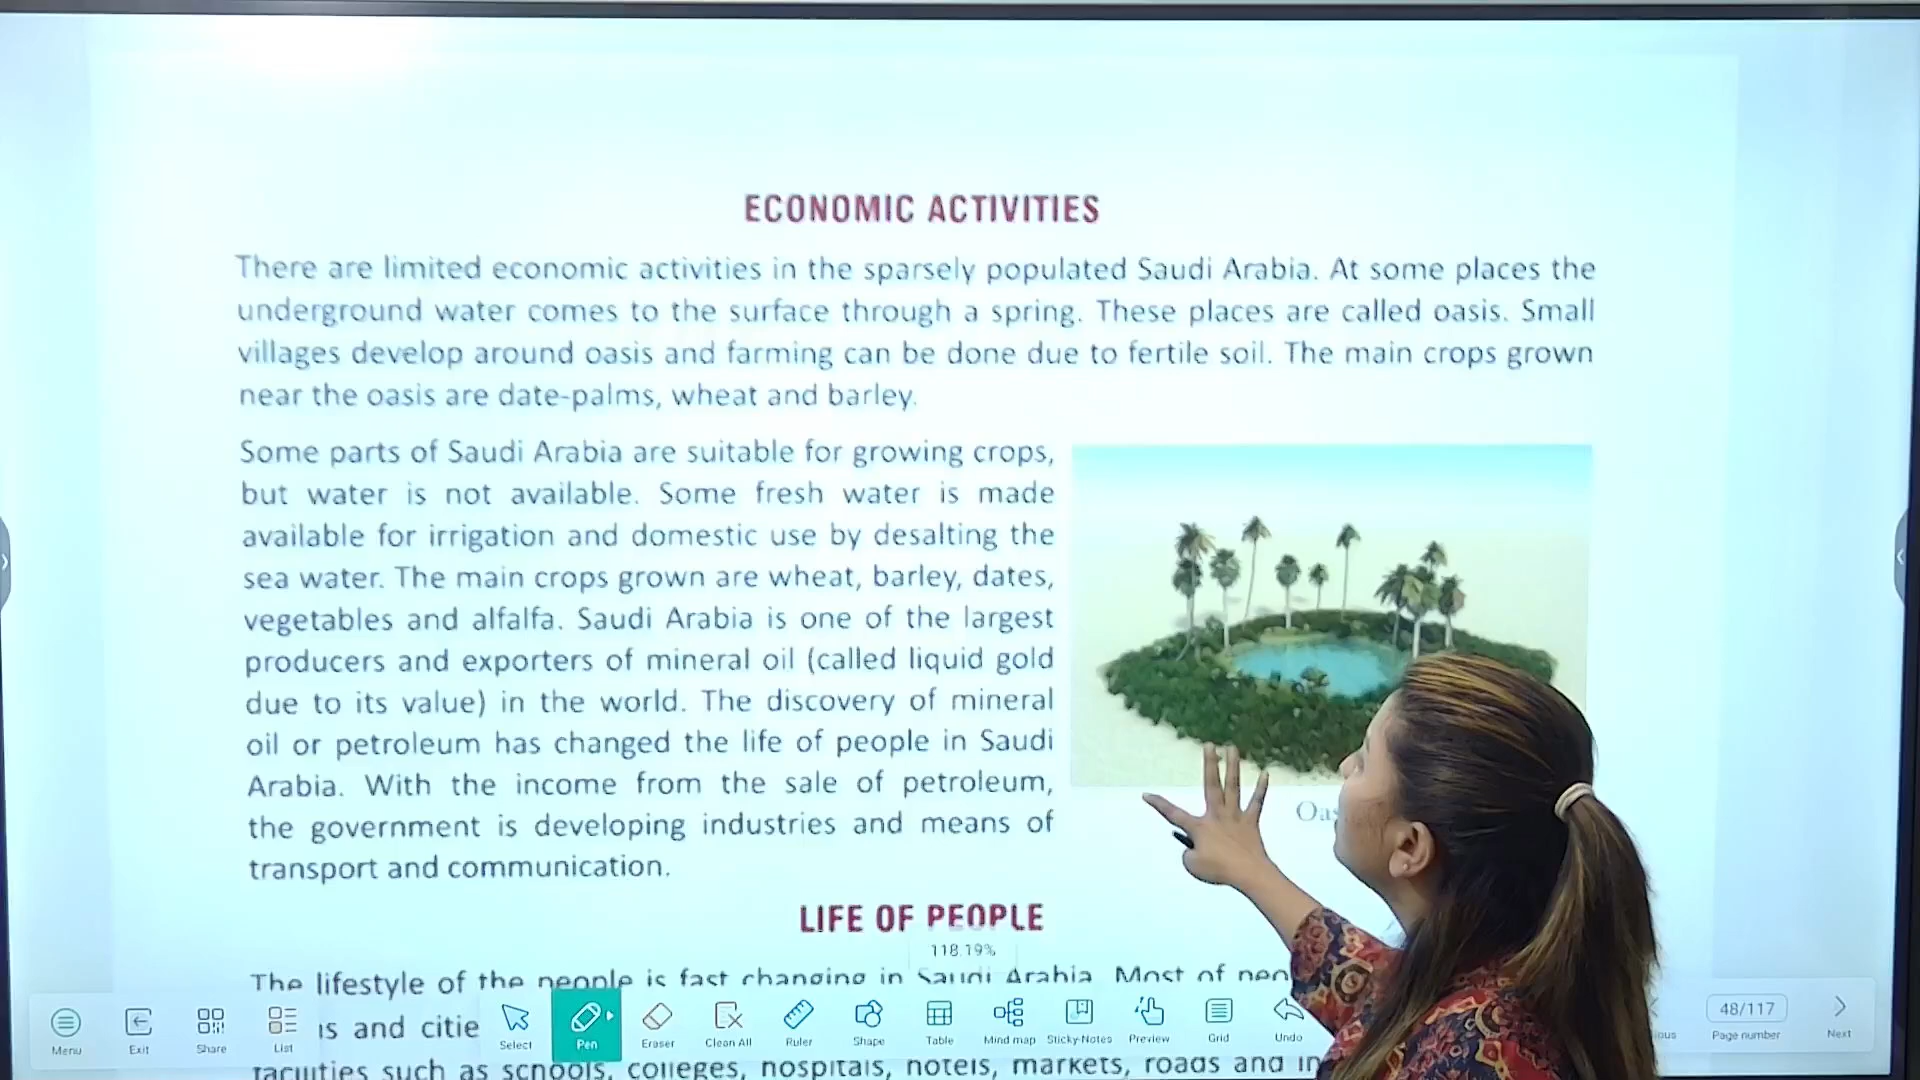 ECONOMIC ACTIVITIES
There are limited economic activities in the sparsely populated Saudi Arabia. At some places the
underground water comes to the surface through a spring. These places are called oasis. Small
villages develop around oasis and farming can be done due to fertile soil. The main crops grown
near the oasis are date-palms, wheat and barley.
Some parts of Saudi Arabia are suitable for growing crops,
but water is not available. Some fresh water is made
available for irrigation and domestic use by desalting the
sea water. The main crops grown are wheat, barley, dates,
vegetables and alfalfa. Saudi Arabia is one of the largest
producers and exporters of mineral oil (called liquid gold
due to its value) in the world. The discovery of mineral
oil or petroleum has changed the life of people in Saudi
Arabia. With the income from the sale of petroleum,
the government is developing industries and means of
transport and communication.
LIFE OF PEOPLE
118.19%
The lifestyle of the people is fast changing in Saudi Arabia. Most of
and
facilities such as schools, colleges, hospitals, hotels, markets, roads and
Menu
Exit
Share
List
Select
Pen
Eraser
Clean All
Ruler
Shape
Table
Mind map
Sticky-Notes
Preview
Grid
Undo
48/117
Page number
Next